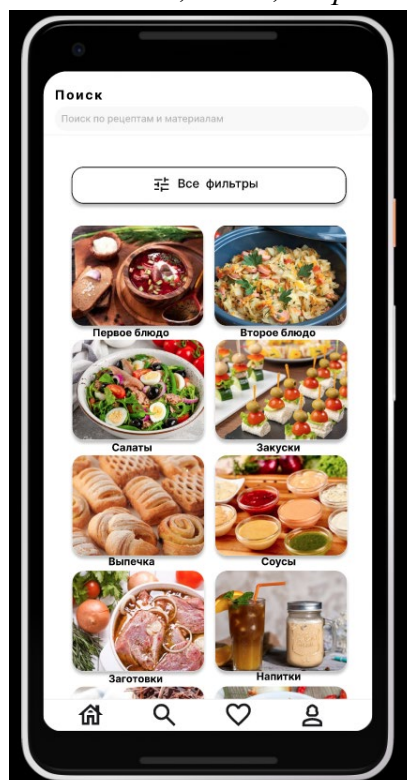 Поиск
Поиск по рецептам и материалам
Все фильтры
Первое блюдо
Второе блюдо
Салаты
Закуски
Выпечка
Соусы
Заготовки
Напитки